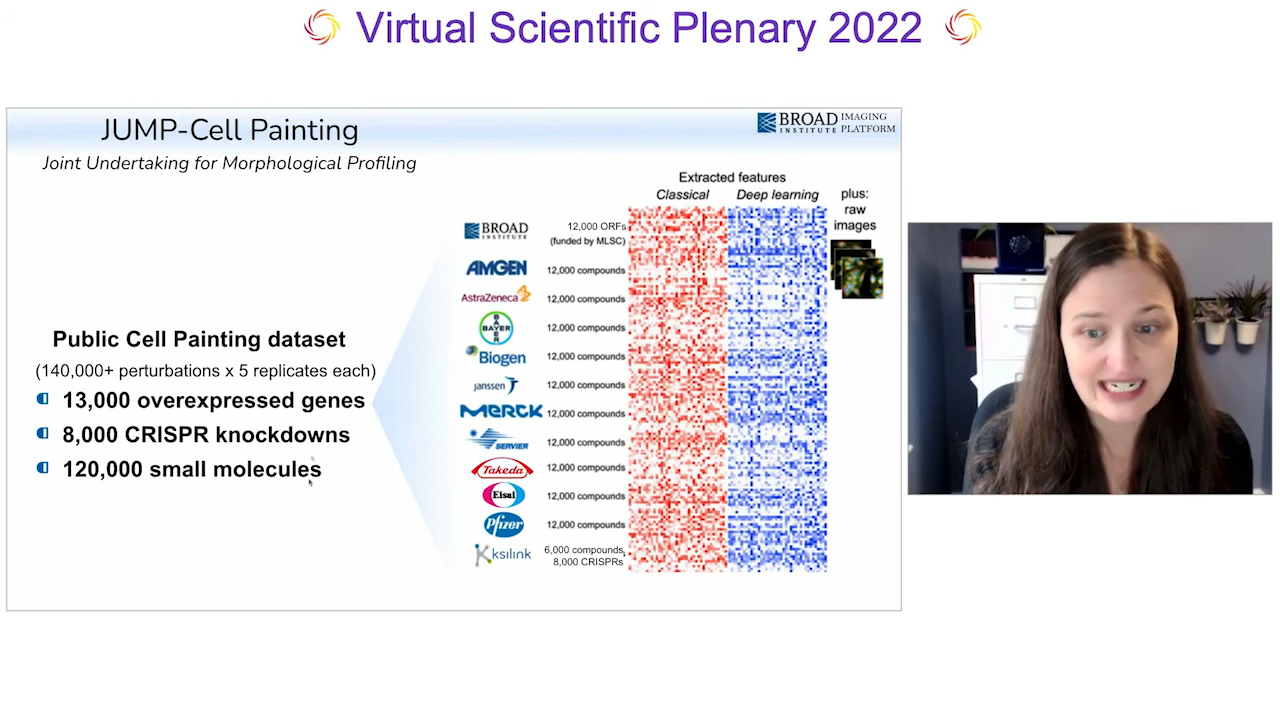 Virtual Scientific Plenary 2022
JUMP-Cell Painting
Joint Undertaking for Morphological Profiling
BROAD INSTITUTE
IMAGING PLATFORM
Public Cell Painting dataset
(140,000+ perturbations x 5 replicates each)
13,000 overexpressed genes
8,000 CRISPR knockdowns
120,000 small molecules
Extracted features
Classical
Deep learning
plus:
raw
images
BROAD INSTITUTE
12,000 ORFs
(funded by MLSC)
AMGEN
12,000 compounds
AstraZeneca
12,000 compounds
BAYER
BAYER
12,000 compounds
Biogen
12,000 compounds
janssen
12,000 compounds
MERCK
12,000 compounds
SERVIER
12,000 compounds
Takeda
12,000 compounds
Eisai
12,000 compounds
Pfizer
12,000 compounds
ksilink
6,000 compounds,
8,000 CRISPRs